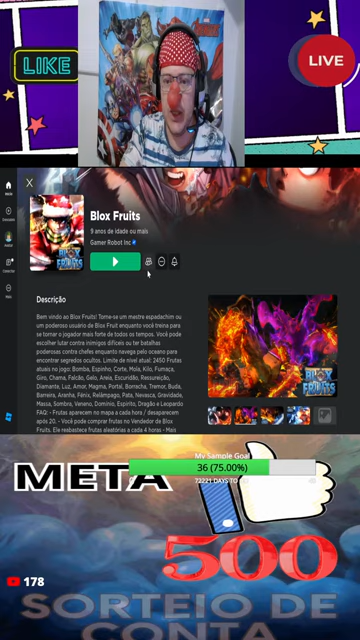 LIKE
LIVE
X
Blox Fruits
9 anos de idade ou mais
Gamer Robot Inc
Descrição
Bem vindo ao Blox Fruits! Torne-se um mestre espadachim ou
um poderoso usuário de Blox Fruit enquanto você treina para
se tornar o jogador mais forte de todos os tempos. Você pode
escolher lutar contra inimigos difíceis ou ter batalhas
poderosas contra chefes enquanto navega pelo oceano para
encontrar segredos ocultos. Limite de nível atual: 2450 Frutas
atuais no jogo: Bomba, Espinho, Corte, Mola, Kilo, Fumaça,
Giro, Chama, Falcão, Gelo, Areia, Escuridão, Ressureição,
Diamante, Luz, Amor, Magma, Portal, Borracha, Tremor, Buda,
Barreira, Aranha, Fênix, Relâmpago, Pata, Nevasca, Gravidade,
Massa, Sombra, Veneno, Domínio, Espírito, Dragão e Leopardo
FAQ: - Frutas aparecem no mapa a cada hora / desaparecem
após 20. - Você pode comprar frutas no Vendedor de Blox
Fruits. Ele reabastece frutas aleatórias a cada 4 horas - Mais
BLOX
FRUITS
META
My Sample Goal
36 (75.00%)
500
178
SORTEIO DE
CONTA